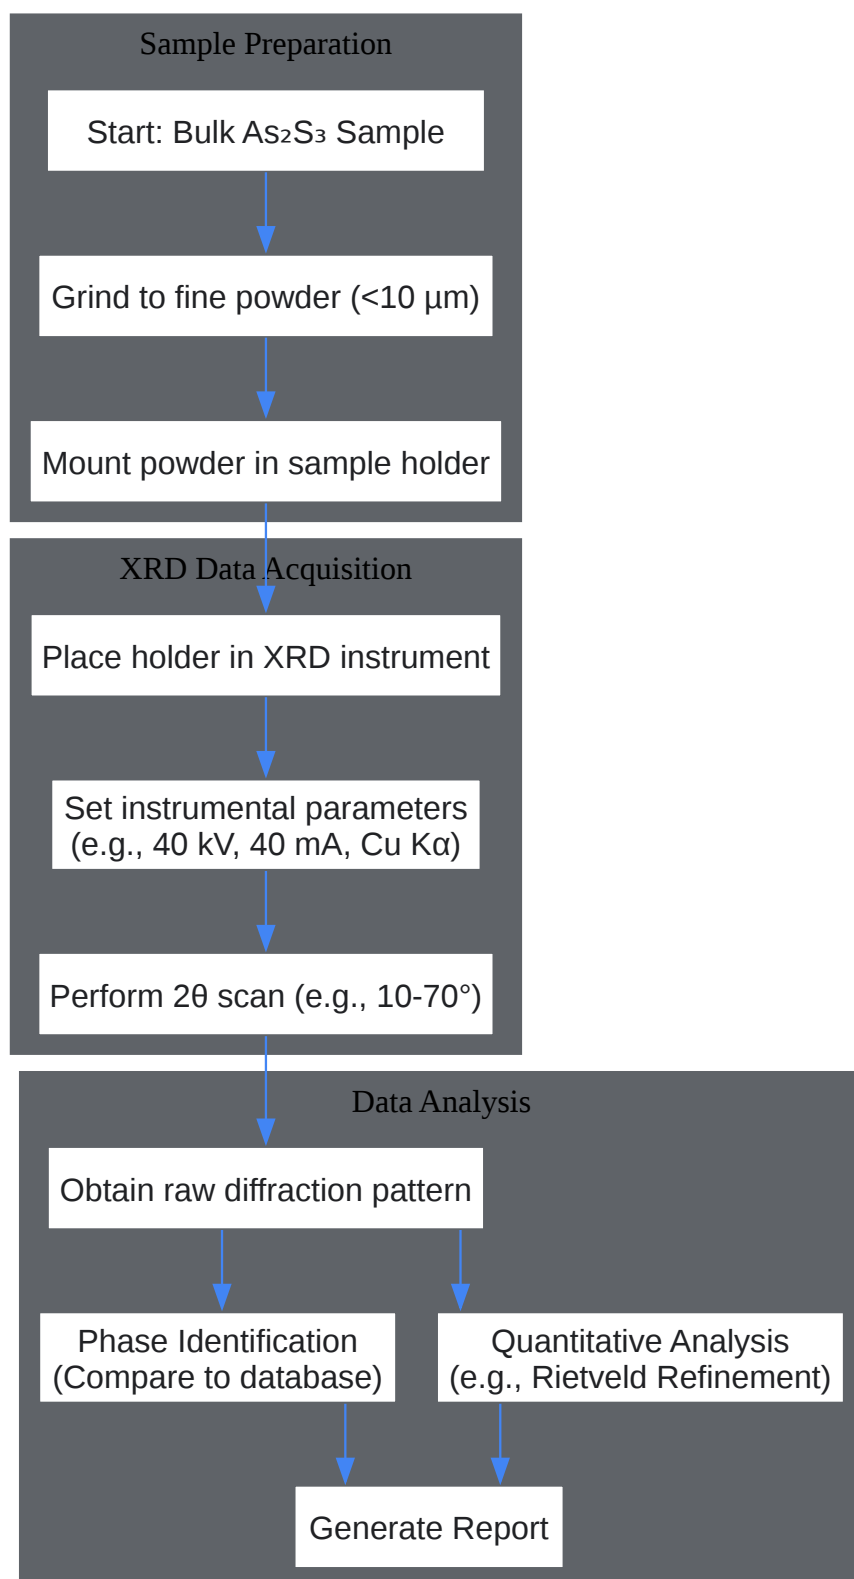 Sample Preparation
Start: Bulk As₂S₃ Sample
Grind to fine powder (<10 µm)
Mount powder in sample holder
XRD Data Acquisition
Place holder in XRD instrument
Set instrumental parameters
(e.g., 40 kV, 40 mA, Cu Kα)
Perform 2θ scan (e.g., 10-70°)
Data Analysis
Obtain raw diffraction pattern
Phase Identification
(Compare to database)
Quantitative Analysis
(e.g., Rietveld Refinement)
Generate Report